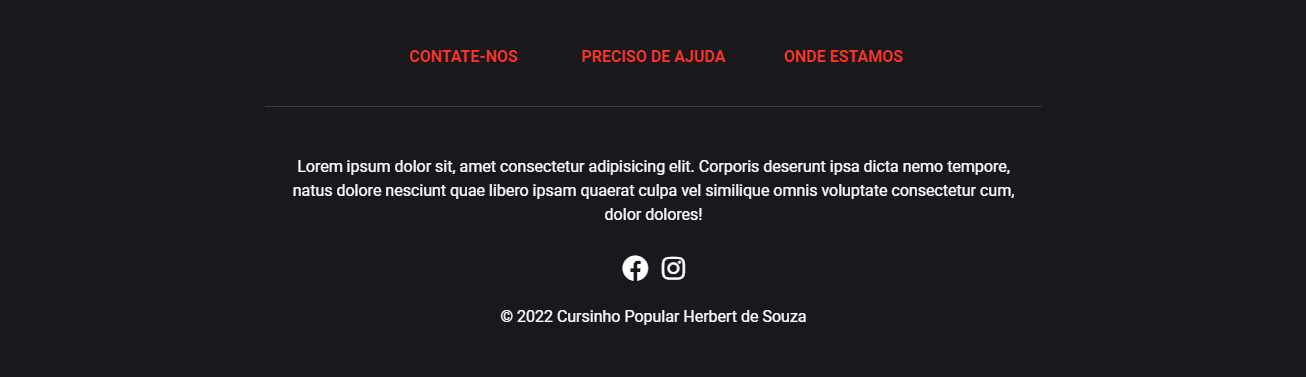 CONTATE-NOS PRECISO DE AJUDA ONDE ESTAMOS
Lorem ipsum dolor sit, amet consectetur adipisicing elit. Corporis deserunt ipsa dicta nemo tempore,
natus dolore nesciunt quae libero ipsam quaerat culpa vel similique omnis voluptate consectetur cum,
dolor dolores!
© 2022 Cursinho Popular Herbert de Souza